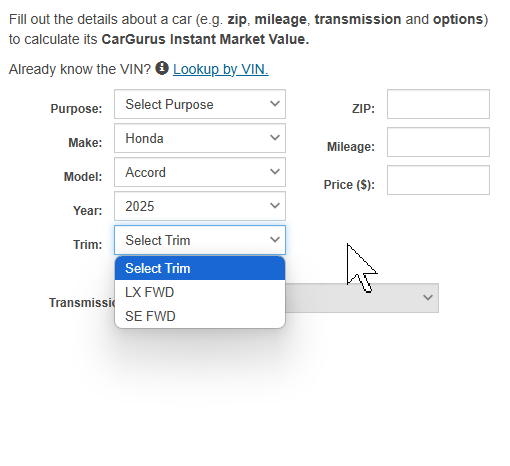 Fill out the details about a car (e.g. zip, mileage, transmission and options)
to calculate its CarGurus Instant Market Value.
Already know the VIN? Lookup by VIN.
Purpose: Select Purpose
ZIP:
Make: Honda
Mileage:
Model: Accord
Price ($):
Year: 2025
Trim: Select Trim
Select Trim
LX FWD
SE FWD
Transmissi